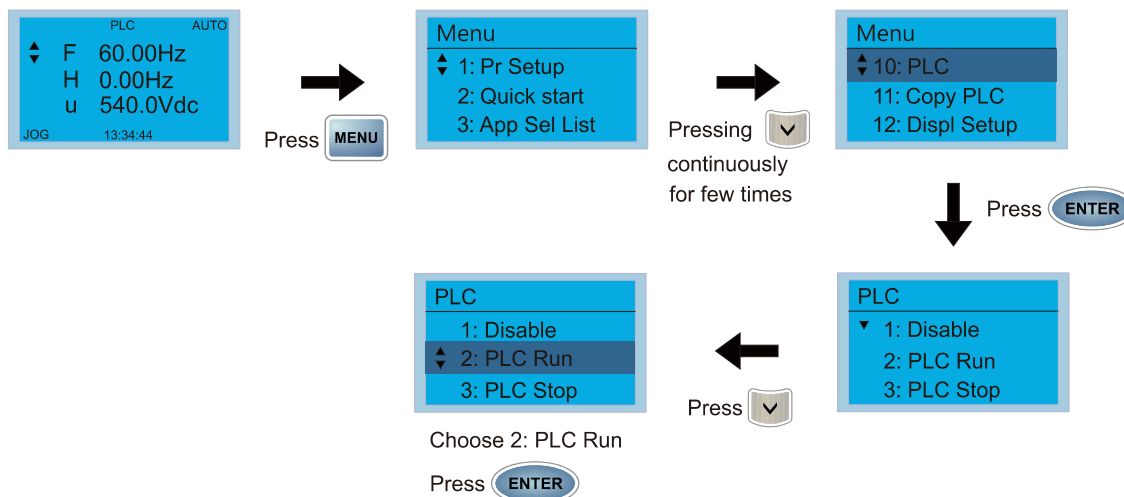 PLC AUTO
F 60.00Hz
H 0.00Hz
u 540.0Vdc
JOG 13:34:44
Press MENU
Menu
1: Pr Setup
2: Quick start
3: App Sel List
Pressing
continuously
for few times
Menu
10: PLC
11: Copy PLC
12: Displ Setup
Press ENTER
PLC
1: Disable
2: PLC Run
3: PLC Stop
Press
PLC
1: Disable
2: PLC Run
3: PLC Stop
Choose 2: PLC Run
Press ENTER